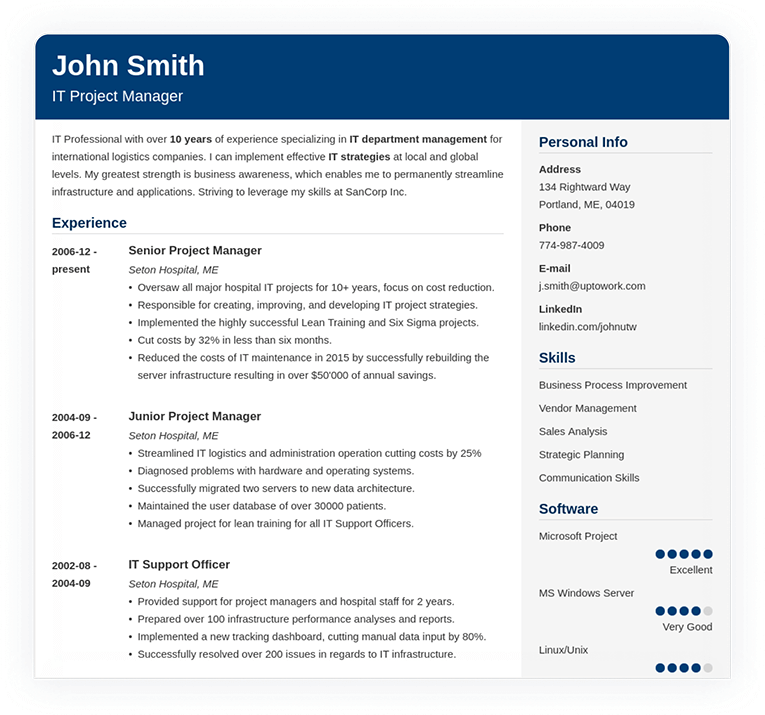 John Smith
IT Project Manager
IT Professional with over 10 years of experience specializing in IT department management for
international logistics companies. I can implement effective IT strategies at local and global
levels. My greatest strength is business awareness, which enables me to permanently streamline
infrastructure and applications. Striving to leverage my skills at SanCorp Inc.
Experience
2006-12 -
present
Senior Project Manager
Seton Hospital, ME
• Oversaw all major hospital IT projects for 10+ years, focus on cost reduction.
• Responsible for creating, improving, and developing IT project strategies.
• Implemented the highly successful Lean Training and Six Sigma projects.
• Cut costs by 32% in less than six months.
• Reduced the costs of IT maintenance in 2015 by successfully rebuilding the
server infrastructure resulting in over $50'000 of annual savings.
2004-09 -
2006-12
Junior Project Manager
Seton Hospital, ME
• Streamlined IT logistics and administration operation cutting costs by 25%
• Diagnosed problems with hardware and operating systems.
• Successfully migrated two servers to new data architecture.
• Maintained the user database of over 30000 patients.
• Managed project for lean training for all IT Support Officers.
2002-08 -
2004-09
IT Support Officer
Seton Hospital, ME
• Provided support for project managers and hospital staff for 2 years.
• Prepared over 100 infrastructure performance analyses and reports.
• Implemented a new tracking dashboard, cutting manual data input by 80%.
• Successfully resolved over 200 issues in regards to IT infrastructure.
Personal Info
Address
134 Rightward Way
Portland, ME, 04019
Phone
774-987-4009
E-mail
j.smith@uptowork.com
LinkedIn
linkedin.com/johnutw
Skills
Business Process Improvement
Vendor Management
Sales Analysis
Strategic Planning
Communication Skills
Software
Microsoft Project
Excellent
MS Windows Server
Very Good
Linux/Unix